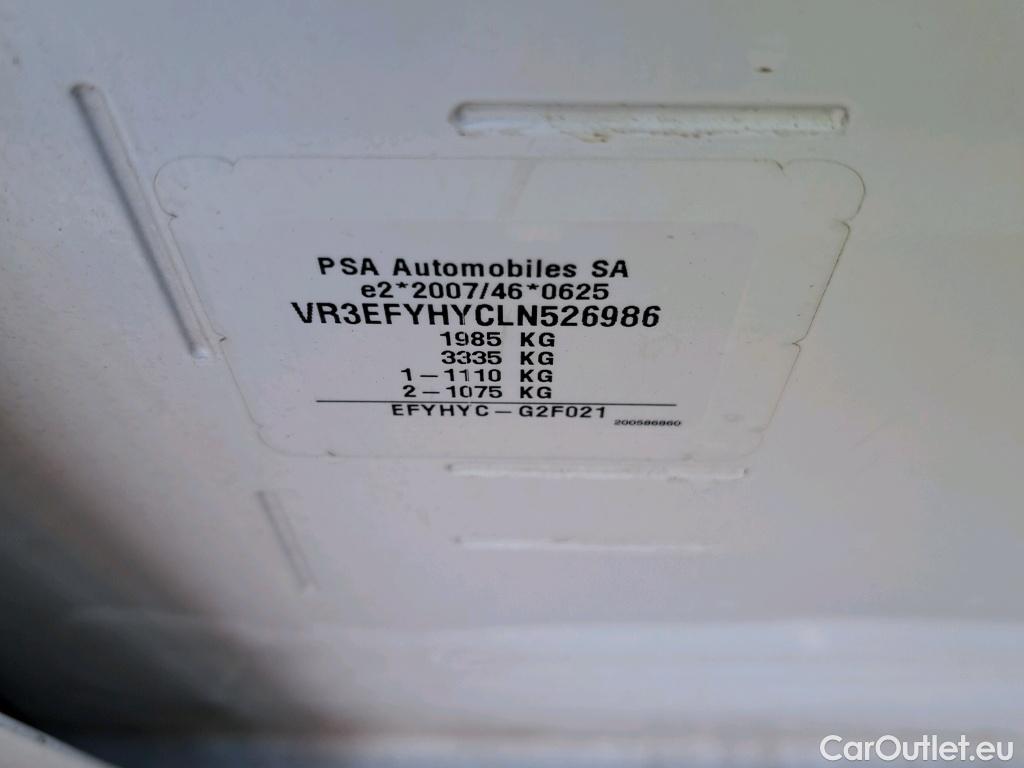 PSA Automobiles SA
e2*2007/46*0625
VR3EFYHYCLN526986
1985 KG
3335 KG
1-1110 KG
2-1075 KG
EFYHYC-G2F021
200586860
CarOutlet.eu